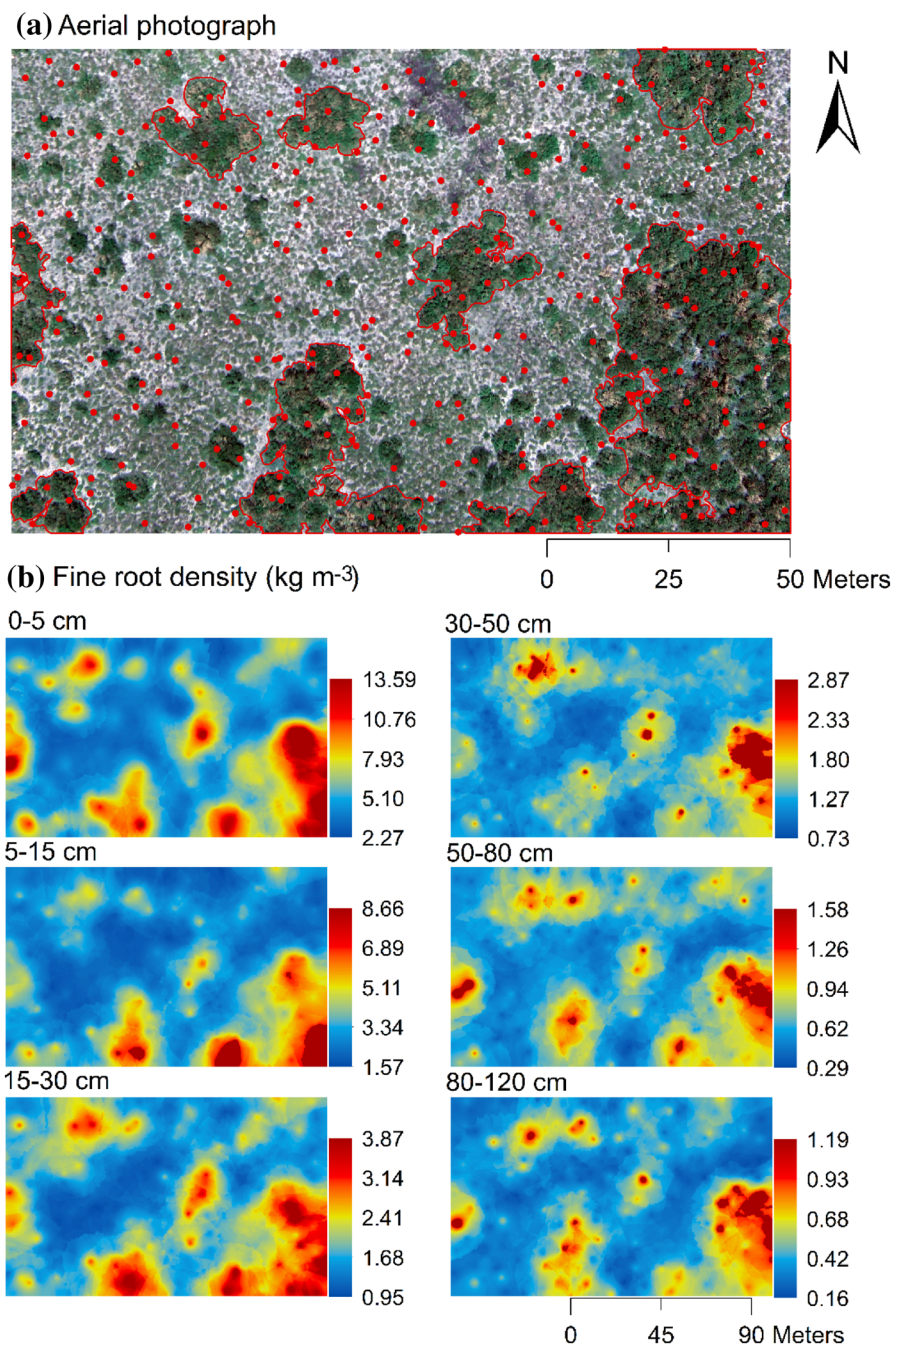 (a) Aerial photograph
N
0 25 50 Meters
(b) Fine root density (kg m-3)
0-5 cm
13.59
10.76
7.93
5.10
2.27
30-50 cm
2.87
2.33
1.80
1.27
0.73
5-15 cm
8.66
6.89
5.11
3.34
1.57
50-80 cm
1.58
1.26
0.94
0.62
0.29
15-30 cm
3.87
3.14
2.41
1.68
0.95
80-120 cm
1.19
0.93
0.68
0.42
0.16
0 45 90 Meters